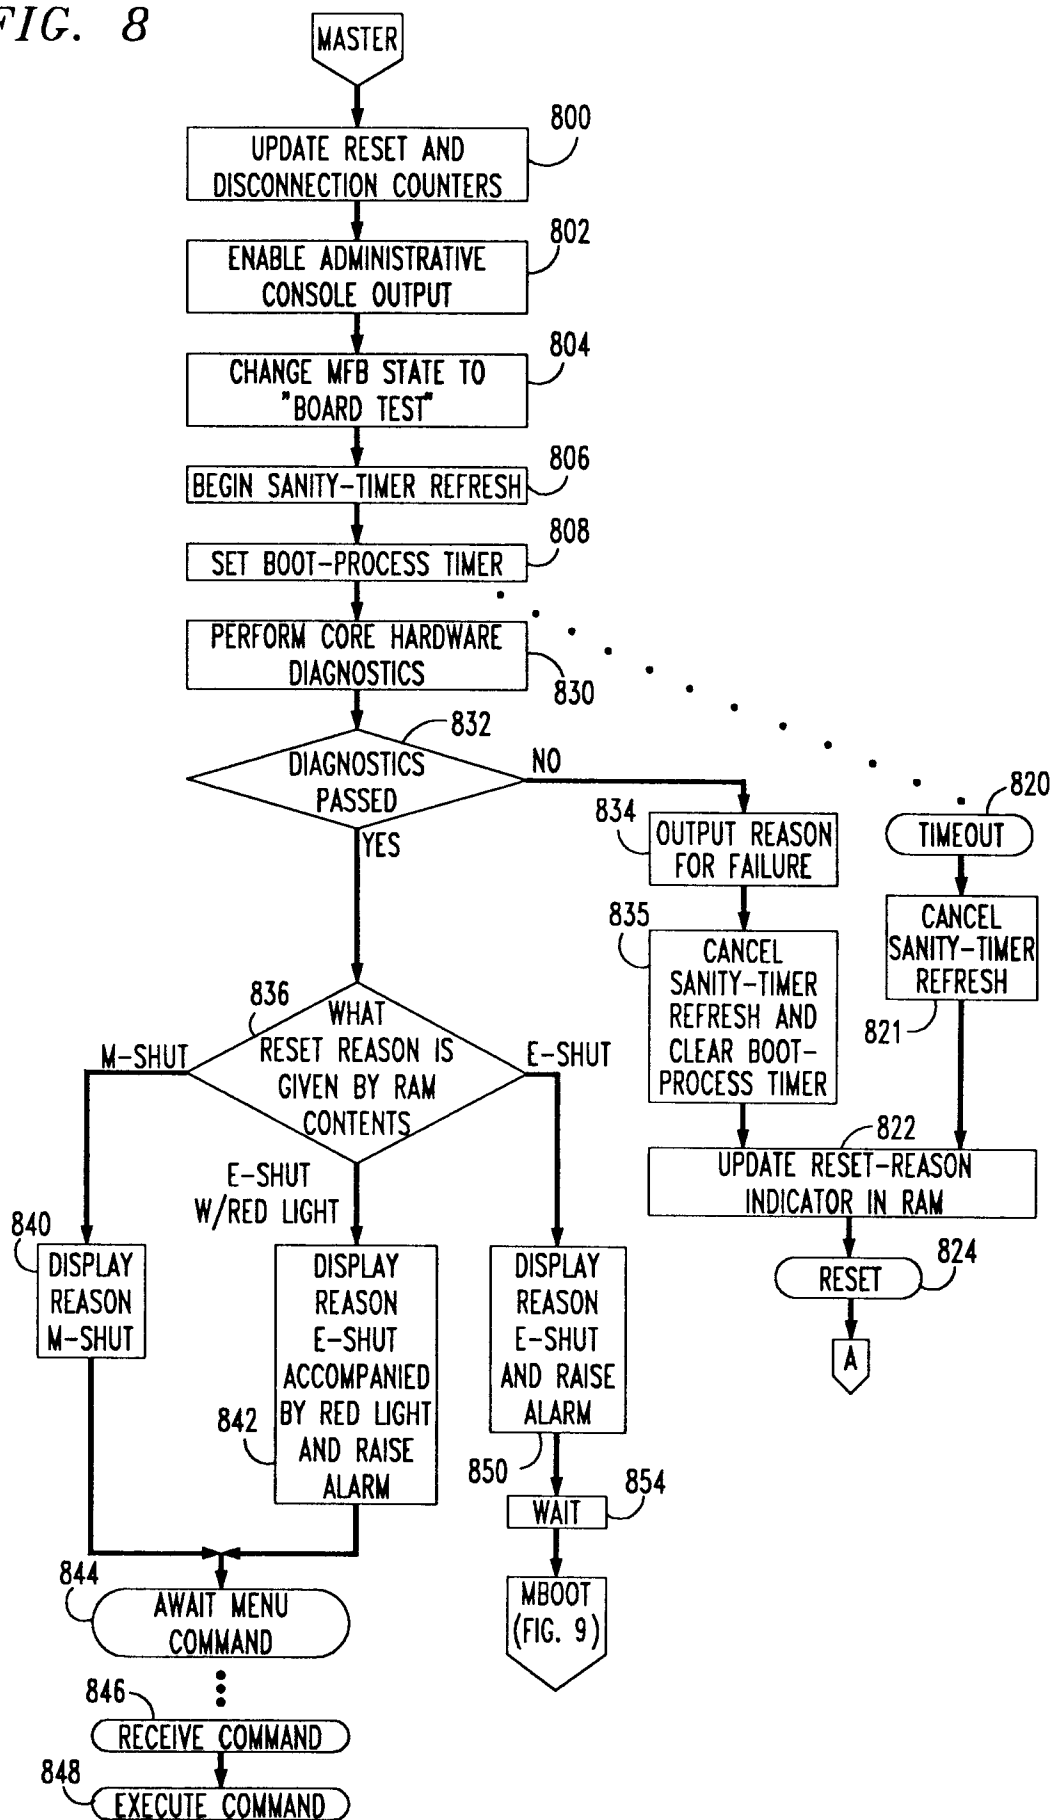 FIG. 8
MASTER
800
UPDATE RESET AND
DISCONNECTION COUNTERS
802
ENABLE ADMINISTRATIVE
CONSOLE OUTPUT
804
CHANGE MFB STATE TO
"BOARD TEST"
806
BEGIN SANITY-TIMER REFRESH
808
SET BOOT-PROCESS TIMER
PERFORM CORE HARDWARE
DIAGNOSTICS
830
832
DIAGNOSTICS
PASSED
NO
YES
834
OUTPUT REASON
FOR FAILURE
820
TIMEOUT
835
CANCEL
SANITY-TIMER
REFRESH AND
CLEAR BOOT-
PROCESS TIMER
CANCEL
SANITY-TIMER
REFRESH
821
836
WHAT
RESET REASON IS
GIVEN BY RAM
CONTENTS
M-SHUT
E-SHUT
E-SHUT
W/RED LIGHT
822
UPDATE RESET-REASON
INDICATOR IN RAM
824
RESET
A
840
DISPLAY
REASON
M-SHUT
842
DISPLAY
REASON
E-SHUT
ACCOMPANIED
BY RED LIGHT
AND RAISE
ALARM
DISPLAY
REASON
E-SHUT
AND RAISE
ALARM
850
854
WAIT
MBOOT
(FIG. 9)
844
AWAIT MENU
COMMAND
846
RECEIVE COMMAND
848
EXECUTE COMMAND